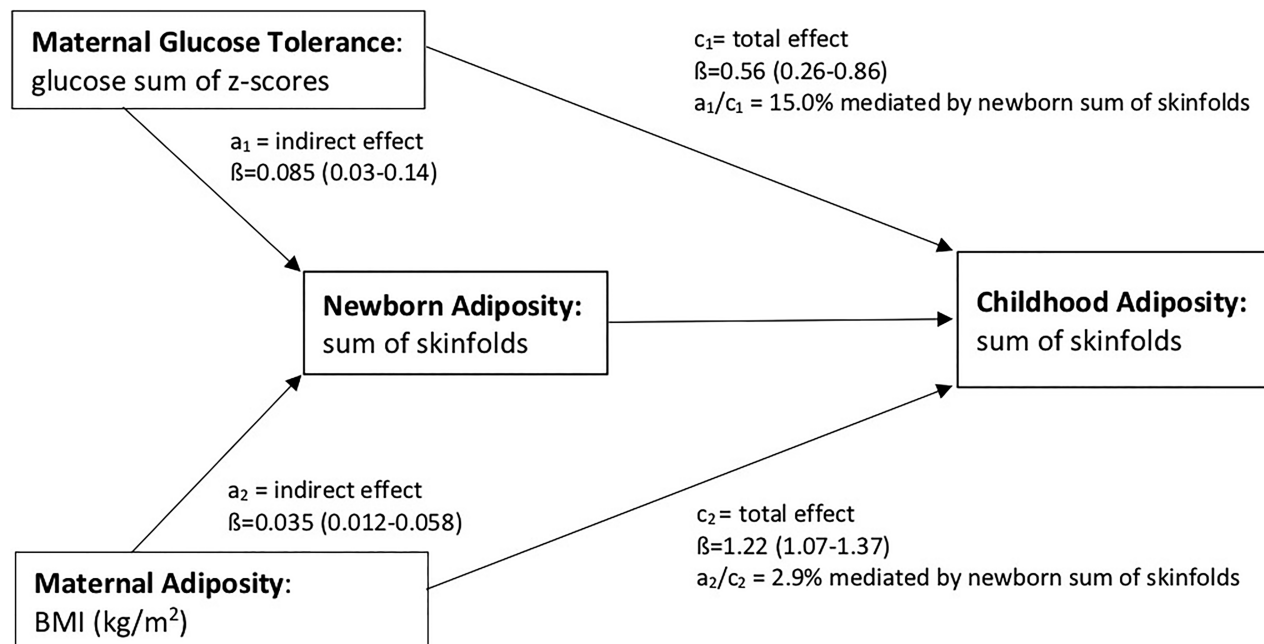 Maternal Glucose Tolerance:
glucose sum of z-scores
c₁= total effect
ß=0.56 (0.26-0.86)
a₁/c₁ = 15.0% mediated by newborn sum of skinfolds
a₁ = indirect effect
ß=0.085 (0.03-0.14)
Newborn Adiposity:
sum of skinfolds
Childhood Adiposity:
sum of skinfolds
a₂ = indirect effect
ß=0.035 (0.012-0.058)
c₂= total effect
ß=1.22 (1.07-1.37)
a₂/c₂ = 2.9% mediated by newborn sum of skinfolds
Maternal Adiposity:
BMI (kg/m²)